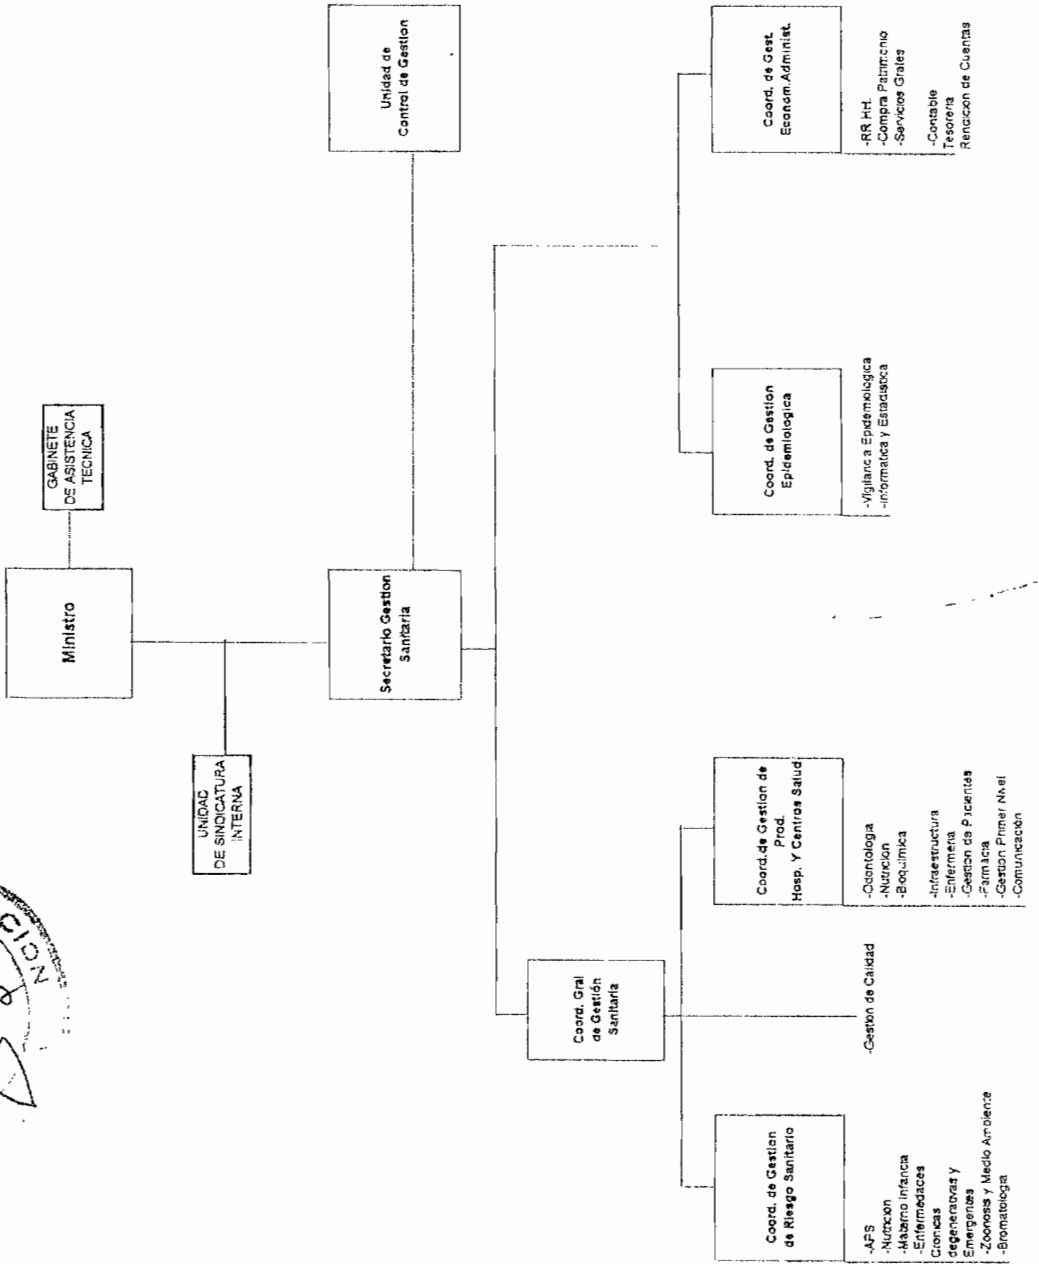 Ministro
GABINETE
DE ASISTENCIA
TECNICA
UNIDAD
DE SINDICATURA
INTERNA
Secretario Gestion
Sanitaria
Unidad de
Control de Gestion
Coord. Gral
de Gestión
Sanitaria
Coord. de Gestion
de Riesgo Sanitario
-APS
-Nutricion
-Materno Infancia
-Enfermedades
Cronicas
degenerativas y
Emergentes
-Zoonosis y Medio Ambiente
-Bromatologia
-Gestion de Calidad
Coord.de Gestion de
Prod.
Hosp. Y Centros Salud
-Odontologia
-Nutricion
-Bioquimica
-Infraestructura
-Enfermeria
-Gestion de Pacientes
-Farmacia
-Gestion Primer Nivel
-Comunicación
Coord. de Gestion
Epidemiologica
-Vigilancia Epidemiologica
-Informatica y Estadistica
Coord. de Gest.
Econom.Administ.
-RR HH.
-Compra Patrimonio
-Servicios Grales
-Contable
Tesoreria
Rendicion de Cuentas